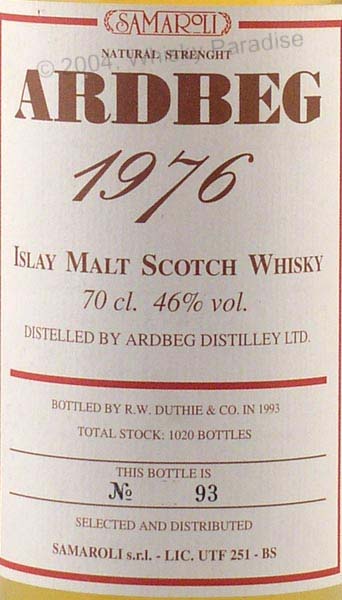 SAMAROLI
© 2004, Whisky Paradise
NATURAL STRENGHT
ARDBEG
1976
ISLAY MALT SCOTCH WHISKY
70 cl. 46% vol.
DISTELLED BY ARDBEG DISTILLEY LTD.
BOTTLED BY R.W. DUTHIE & CO. IN 1993
TOTAL STOCK: 1020 BOTTLES
THIS BOTTLE IS
No 93
SELECTED AND DISTRIBUTED
SAMAROLI s.r.l. - LIC. UTF 251 - BS